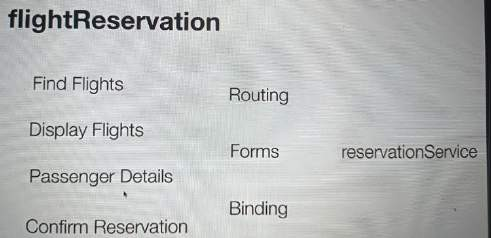 flightReservation
Find Flights
Display Flights
Passenger Details
Confirm Reservation
Routing
Forms
Binding
reservationService